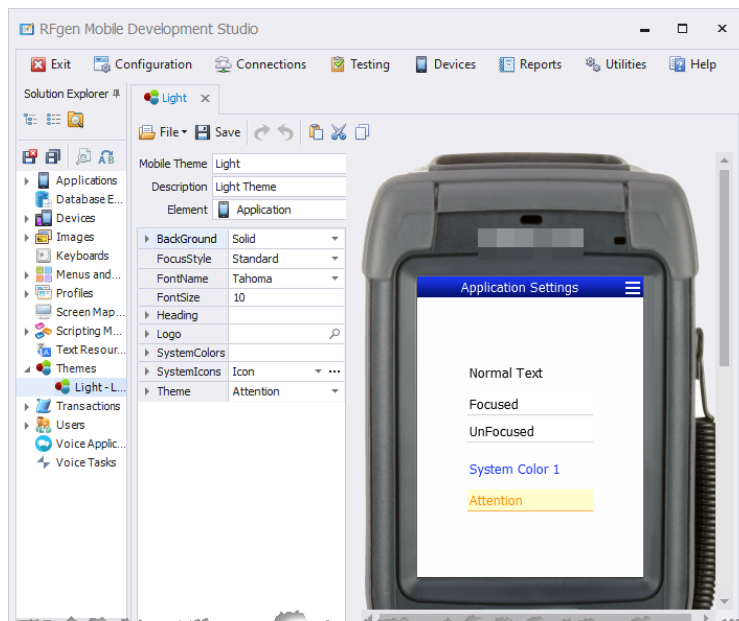 RFgen Mobile Development Studio
Exit Configuration Connections Testing Devices Reports Utilities Help
Solution Explorer
Light
File Save
Mobile Theme Light
Description Light Theme
Element Application
Applications
Database E...
Devices
Images
Keyboards
Menus and...
Profiles
Screen Map...
Scripting M...
Text Resour...
Themes
Light - L...
Transactions
Users
Voice Applic...
Voice Tasks
BackGround Solid
FocusStyle Standard
FontName Tahoma
FontSize 10
Heading
Logo
SystemColors
SystemIcons Icon
Theme Attention
Application Settings
Normal Text
Focused
UnFocused
System Color 1
Attention